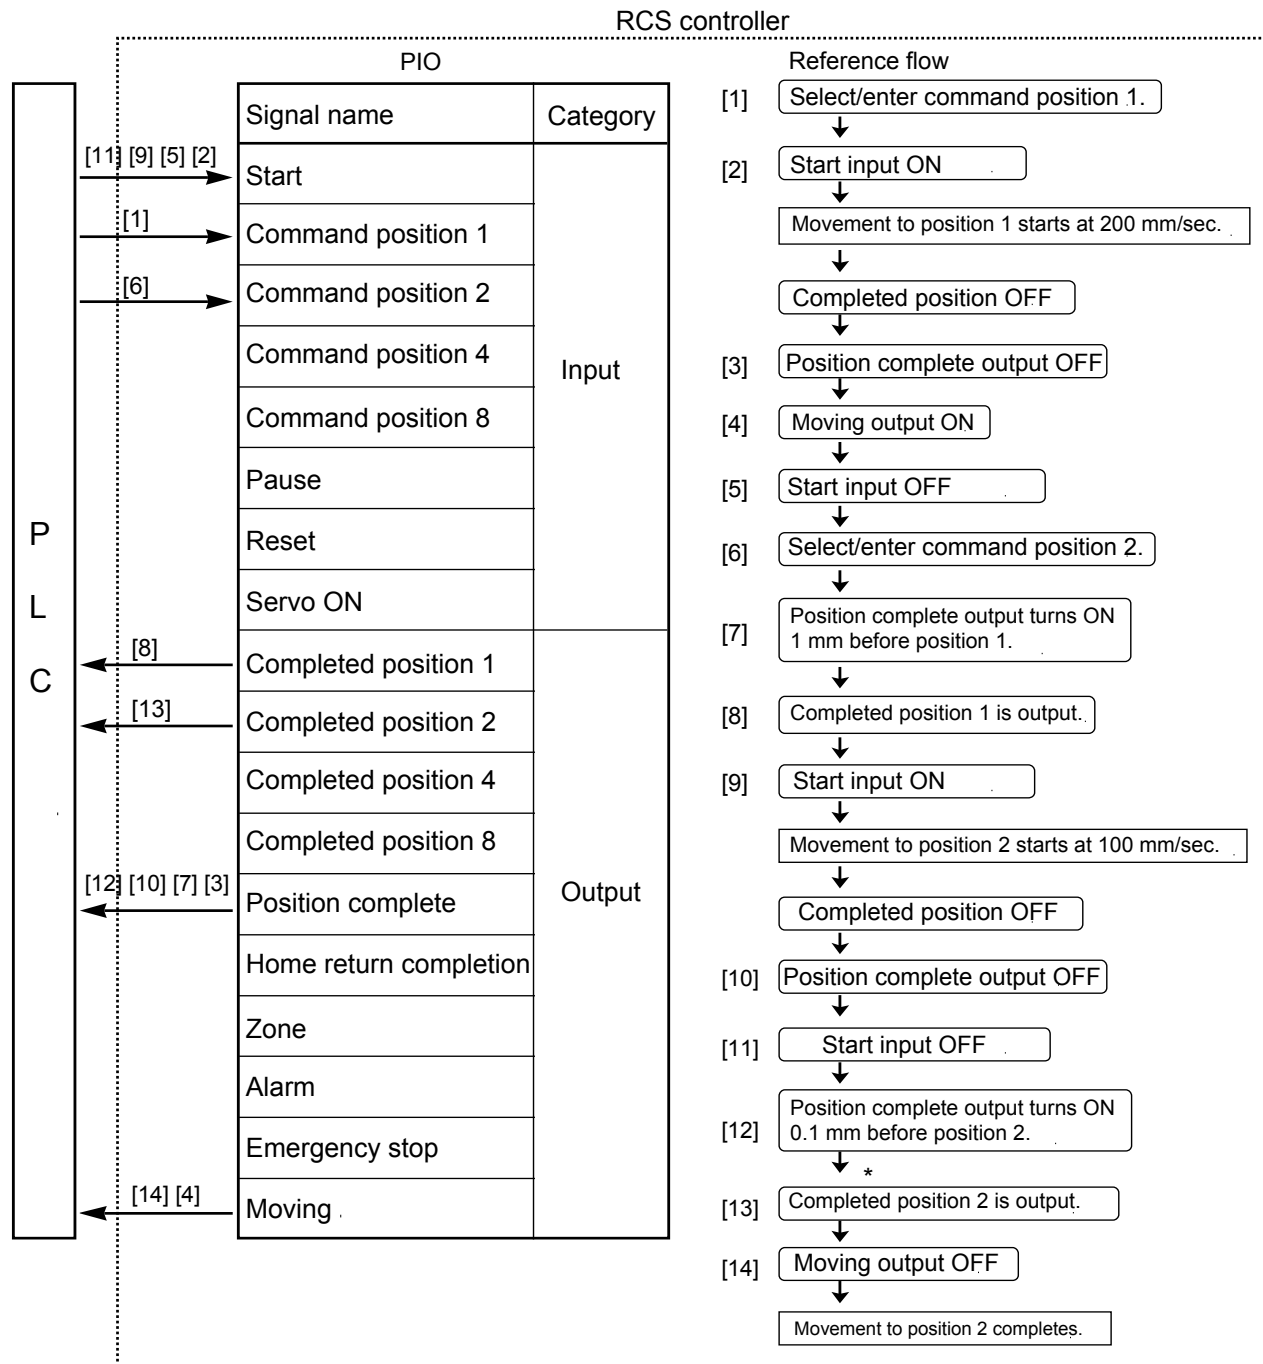 RCS controller
PIO
Signal name
Category
[11] [9] [5] [2]
Start
[1]
Command position 1
[6]
Command position 2
Command position 4
Command position 8
Input
Pause
Reset
Servo ON
P
L
C
[8]
Completed position 1
[13]
Completed position 2
Completed position 4
Completed position 8
[12] [10] [7] [3]
Position complete
Output
Home return completion
Zone
Alarm
Emergency stop
[14] [4]
Moving
Reference flow
[1] Select/enter command position 1.
[2] Start input ON
Movement to position 1 starts at 200 mm/sec.
Completed position OFF
[3] Position complete output OFF
[4] Moving output ON
[5] Start input OFF
[6] Select/enter command position 2.
[7] Position complete output turns ON
1 mm before position 1.
[8] Completed position 1 is output.
[9] Start input ON
Movement to position 2 starts at 100 mm/sec.
Completed position OFF
[10] Position complete output OFF
[11] Start input OFF
[12] Position complete output turns ON
0.1 mm before position 2.
*
[13] Completed position 2 is output.
[14] Moving output OFF
Movement to position 2 completes.